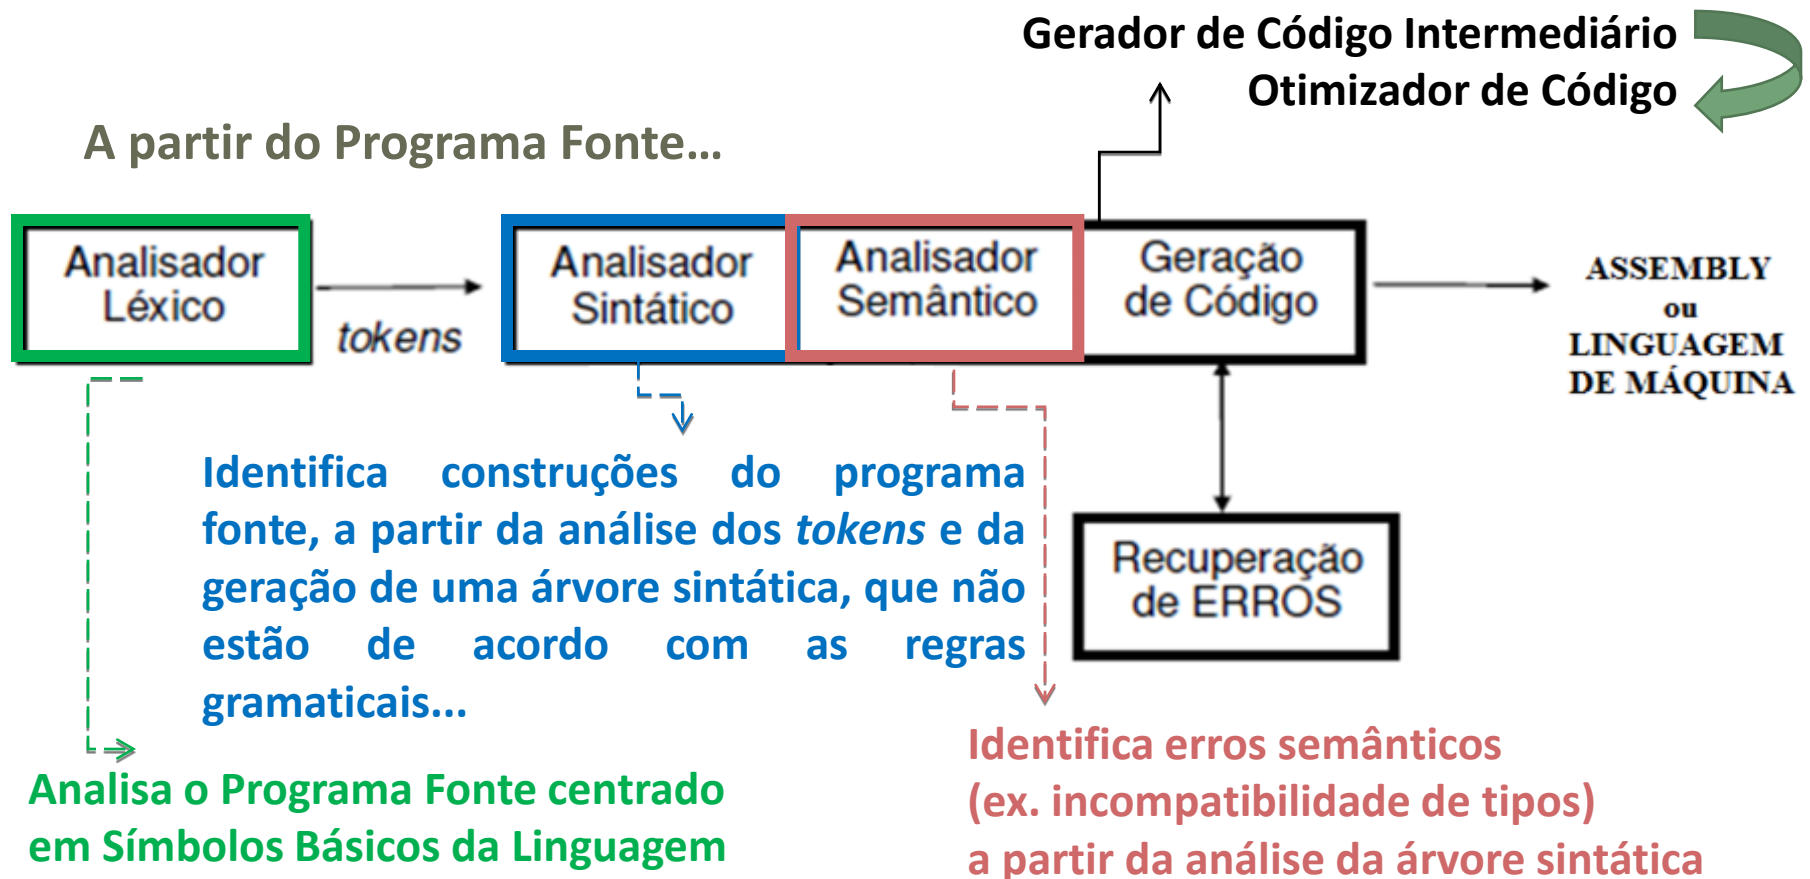 Gerador de Código Intermediário
Otimizador de Código
A partir do Programa Fonte...
Analisador
Léxico
tokens
Analisador
Sintático
Analisador
Semântico
Geração
de Código
ASSEMBLY
ou
LINGUAGEM
DE MÁQUINA
Identifica construções do programa
fonte, a partir da análise dos tokens e da
geração de uma árvore sintática, que não
estão de acordo com as regras
gramaticais...
Recuperação
de ERROS
Analisa o Programa Fonte centrado
em Símbolos Básicos da Linguagem
Identifica erros semânticos
(ex. incompatibilidade de tipos)
a partir da análise da árvore sintática